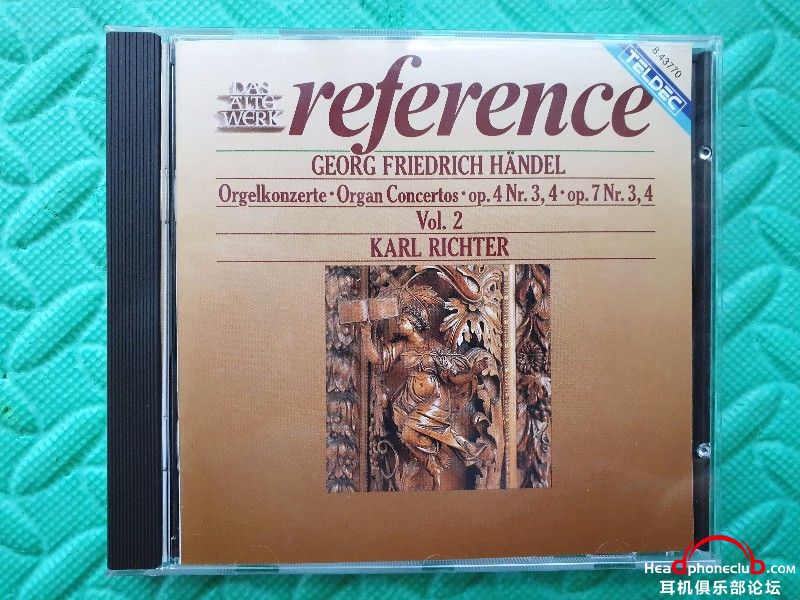 DAS
ALTE
WERK
reference
8 43770
TELDEC
GEORG FRIEDRICH HÄNDEL
Orgelkonzerte · Organ Concertos · op. 4 Nr. 3, 4 · op. 7 Nr. 3, 4
Vol. 2
KARL RICHTER
Headphoneclub.com
耳机俱乐部论坛